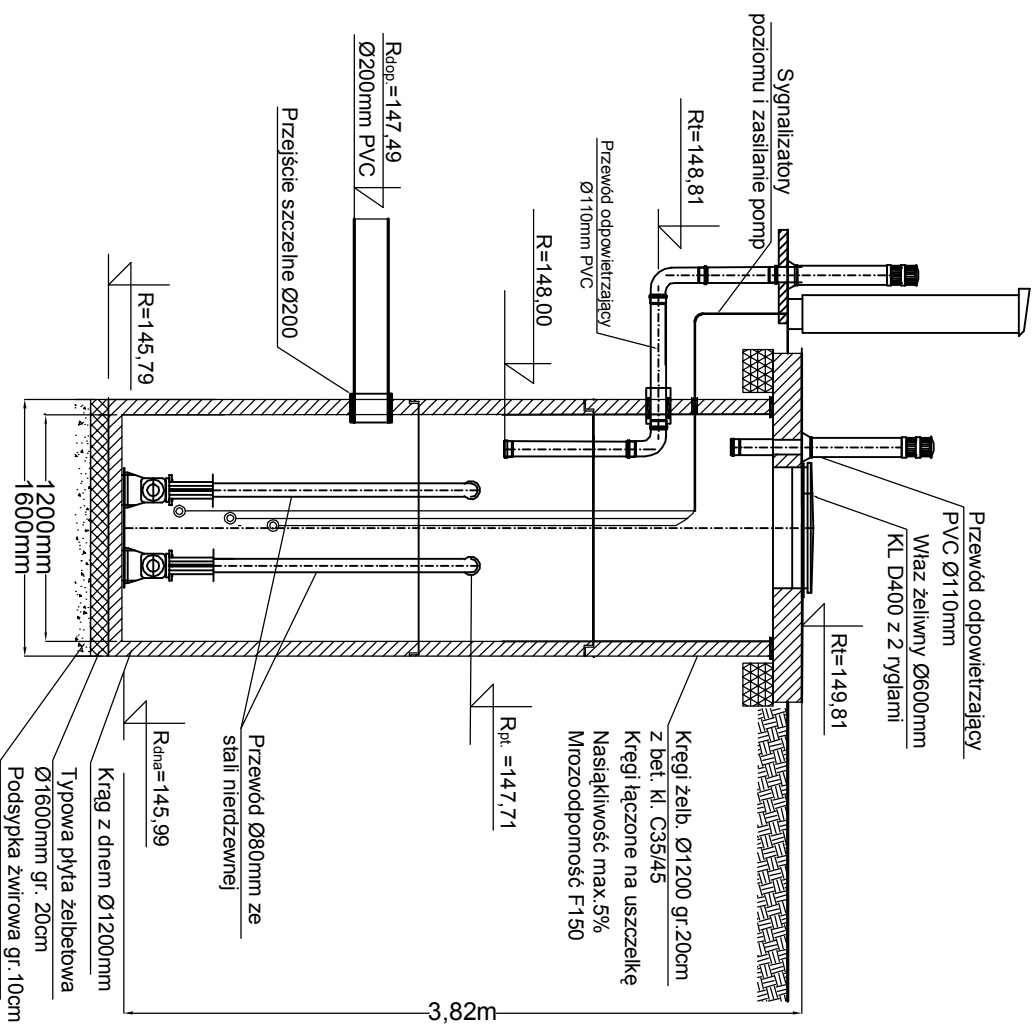 Sygnalizatory
poziomu i zasilanie pomp
Rt=148,81
Przewód odpowietrzający
Ø110mm PVC
R=148,00
Rdop.=147,49
Ø200mm PVC
Przejście szczelne Ø200
R=145,79
Przewód odpowietrzający
PVC Ø110mm
Właz żeliwny Ø600mm
KL D400 z 2 ryglami
Rt=149,81
Kręgi żelb. Ø1200 gr.20cm
z bet. kl. C35/45
Kręgi łączone na uszczelkę
Nasiąkliwość max.5%
Mrozoodporność F150
Rpt. =147,71
Przewód Ø80mm ze
stali nierdzewnej
Rdna=145,99
Krąg z dnem Ø1200mm
Typowa płyta żelbetowa
Ø1600mm gr. 20cm
Podsypka żwirowa gr.10cm
1200mm
1600mm
3,82m